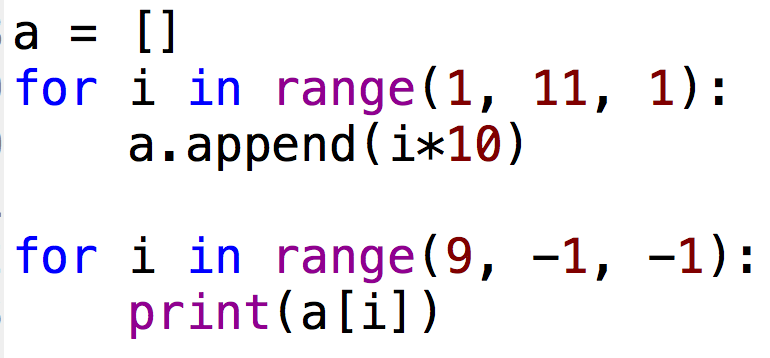 a = []
for i in range(1, 11, 1):
    a.append(i*10)
for i in range(9, -1, -1):
    print(a[i])